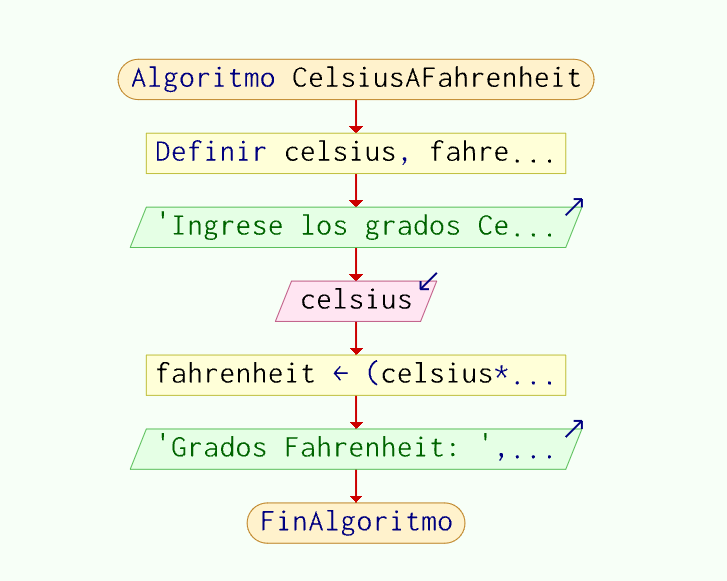 Algoritmo CelsiusAFahrenheit
Definir celsius, fahre...
'Ingrese los grados Ce...
celsius
fahrenheit ← (celsius*...
'Grados Fahrenheit: ',...
FinAlgoritmo